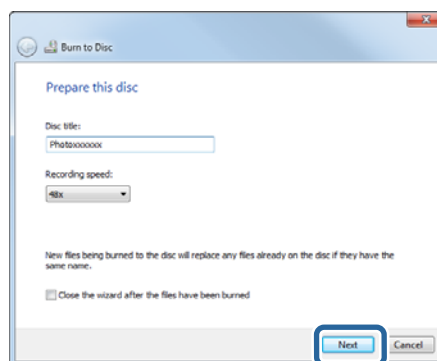 Burn to Disc
Prepare this disc
Disc title:
Photoxxxxxx
Recording speed:
48x
New files being burned to the disc will replace any files already on the disc if they have the
same name.
Close the wizard after the files have been burned
Next
Cancel